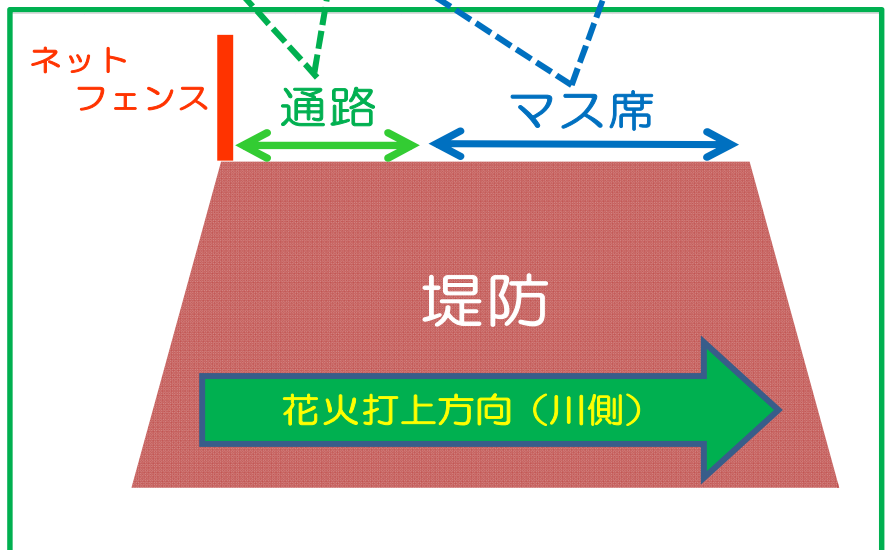 ネット
フェンス
通路
マス席
堤防
花火打上方向（川側）